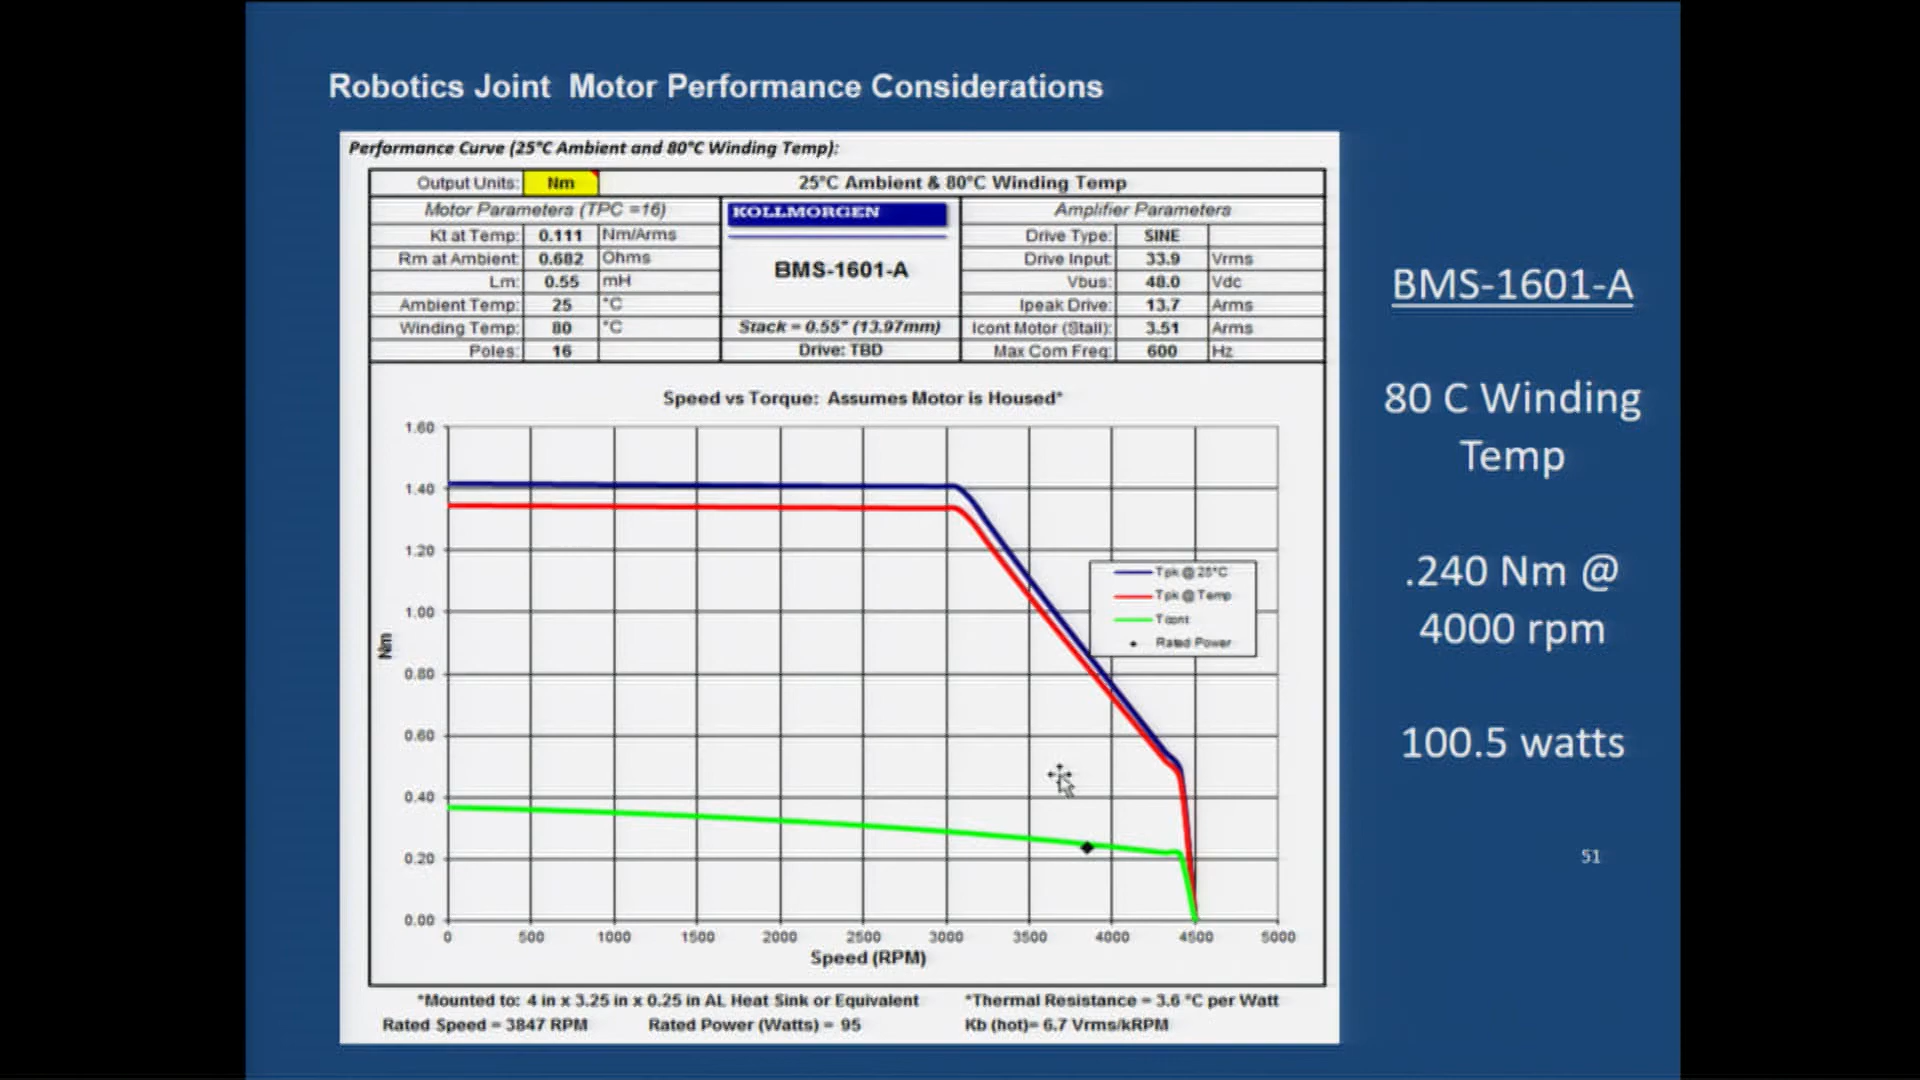 Robotics Joint Motor Performance Considerations
Performance Curve (25°C Ambient and 80°C Winding Temp):
Output Units: Nm 25°C Ambient & 80°C Winding Temp
Motor Parameters (TPC =16) KOLLMORGEN Amplifier Parameters
Kt at Temp: 0.111 Nm/Arms Drive Type: SINE
Rm at Ambient: 0.682 Ohms BMS-1601-A Drive Input: 33.9 Vrms
Lm: 0.55 mH Vbus: 48.0 Vdc
Ambient Temp: 25 °C Ipeak Drive: 13.7 Arms
Winding Temp: 80 °C Stack = 0.55" (13.97mm) Icont Motor (Stall): 3.51 Arms
Poles: 16 Drive: TBD Max Com Freq: 600 Hz
Speed vs Torque: Assumes Motor is Housed*
1.60
1.40
1.20
1.00
0.80
0.60
0.40
0.20
0.00
Nm
Tpk @ 25°C
Tpk @ Temp
Tcont
Rated Power
0 500 1000 1500 2000 2500 3000 3500 4000 4500 5000
Speed (RPM)
*Mounted to: 4 in x 3.25 in x 0.25 in AL Heat Sink or Equivalent *Thermal Resistance = 3.6 °C per Watt
Rated Speed = 3847 RPM Rated Power (Watts) = 95 Kb (hot)= 6.7 Vrms/kRPM
BMS-1601-A
80 C Winding
Temp
.240 Nm @
4000 rpm
100.5 watts
51